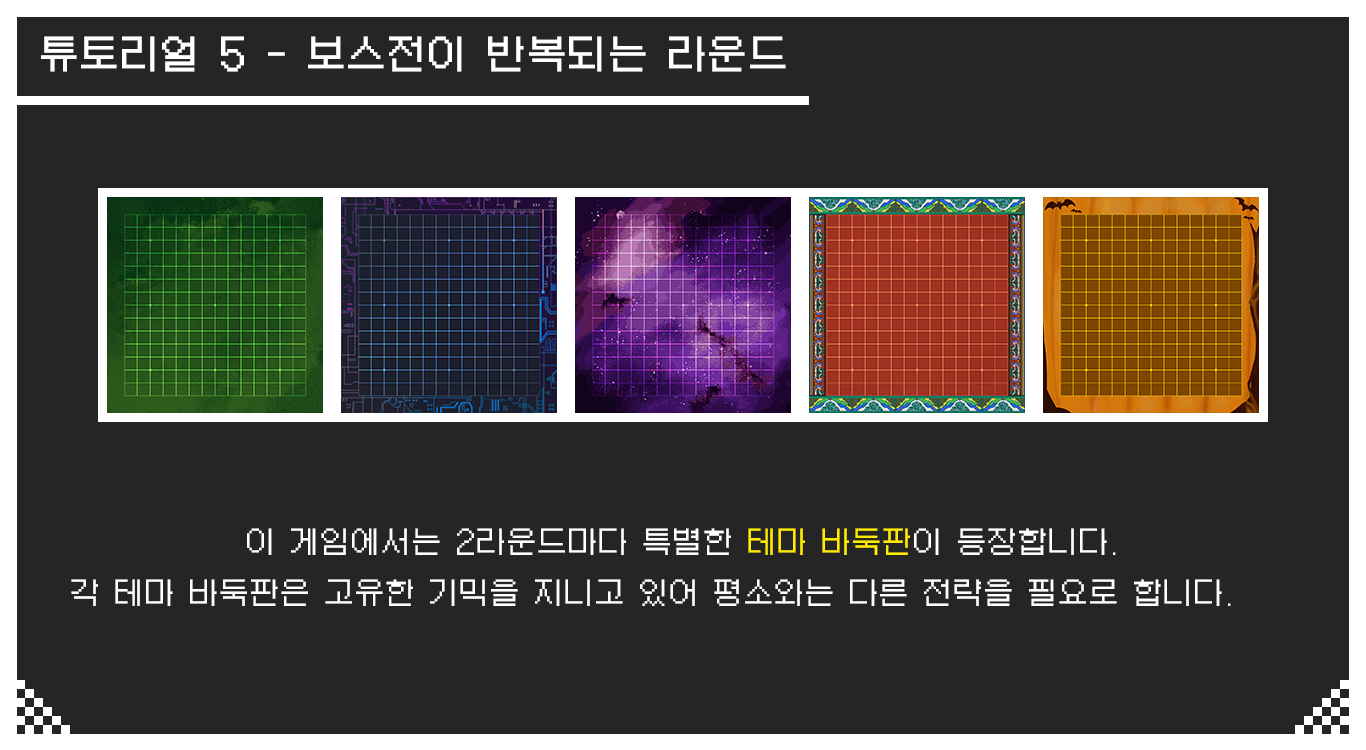 튜토리얼 5 - 보스전이 반복되는 라운드
이 게임에서는 2라운드마다 특별한 테마 바둑판이 등장합니다.
각 테마 바둑판은 고유한 기믹을 지니고 있어 평소와는 다른 전략을 필요로 합니다.